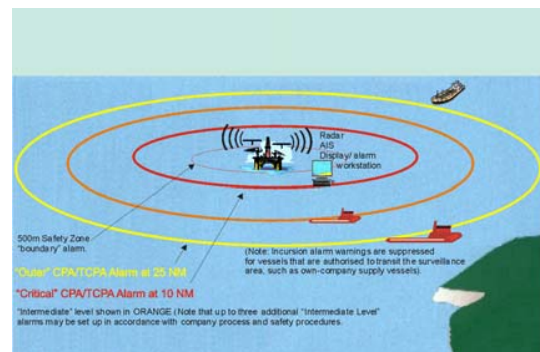 Radar
AIS
Display/ alarm
workstation
500m Safety Zone
"boundary" alarm.
"Outer" CPA/TCPA Alarm at 25 NM
(Note: Incursion alarm warnings are suppressed
for vessels that are authorised to transit the surveillance
area, such as own-company supply vessels).
"Critical" CPA/TCPA Alarm at 10 NM
"Intermediate" level shown in ORANGE (Note that up to three additional "Intermediate Level"
alarms may be set up in accordance with company process and safety procedures.